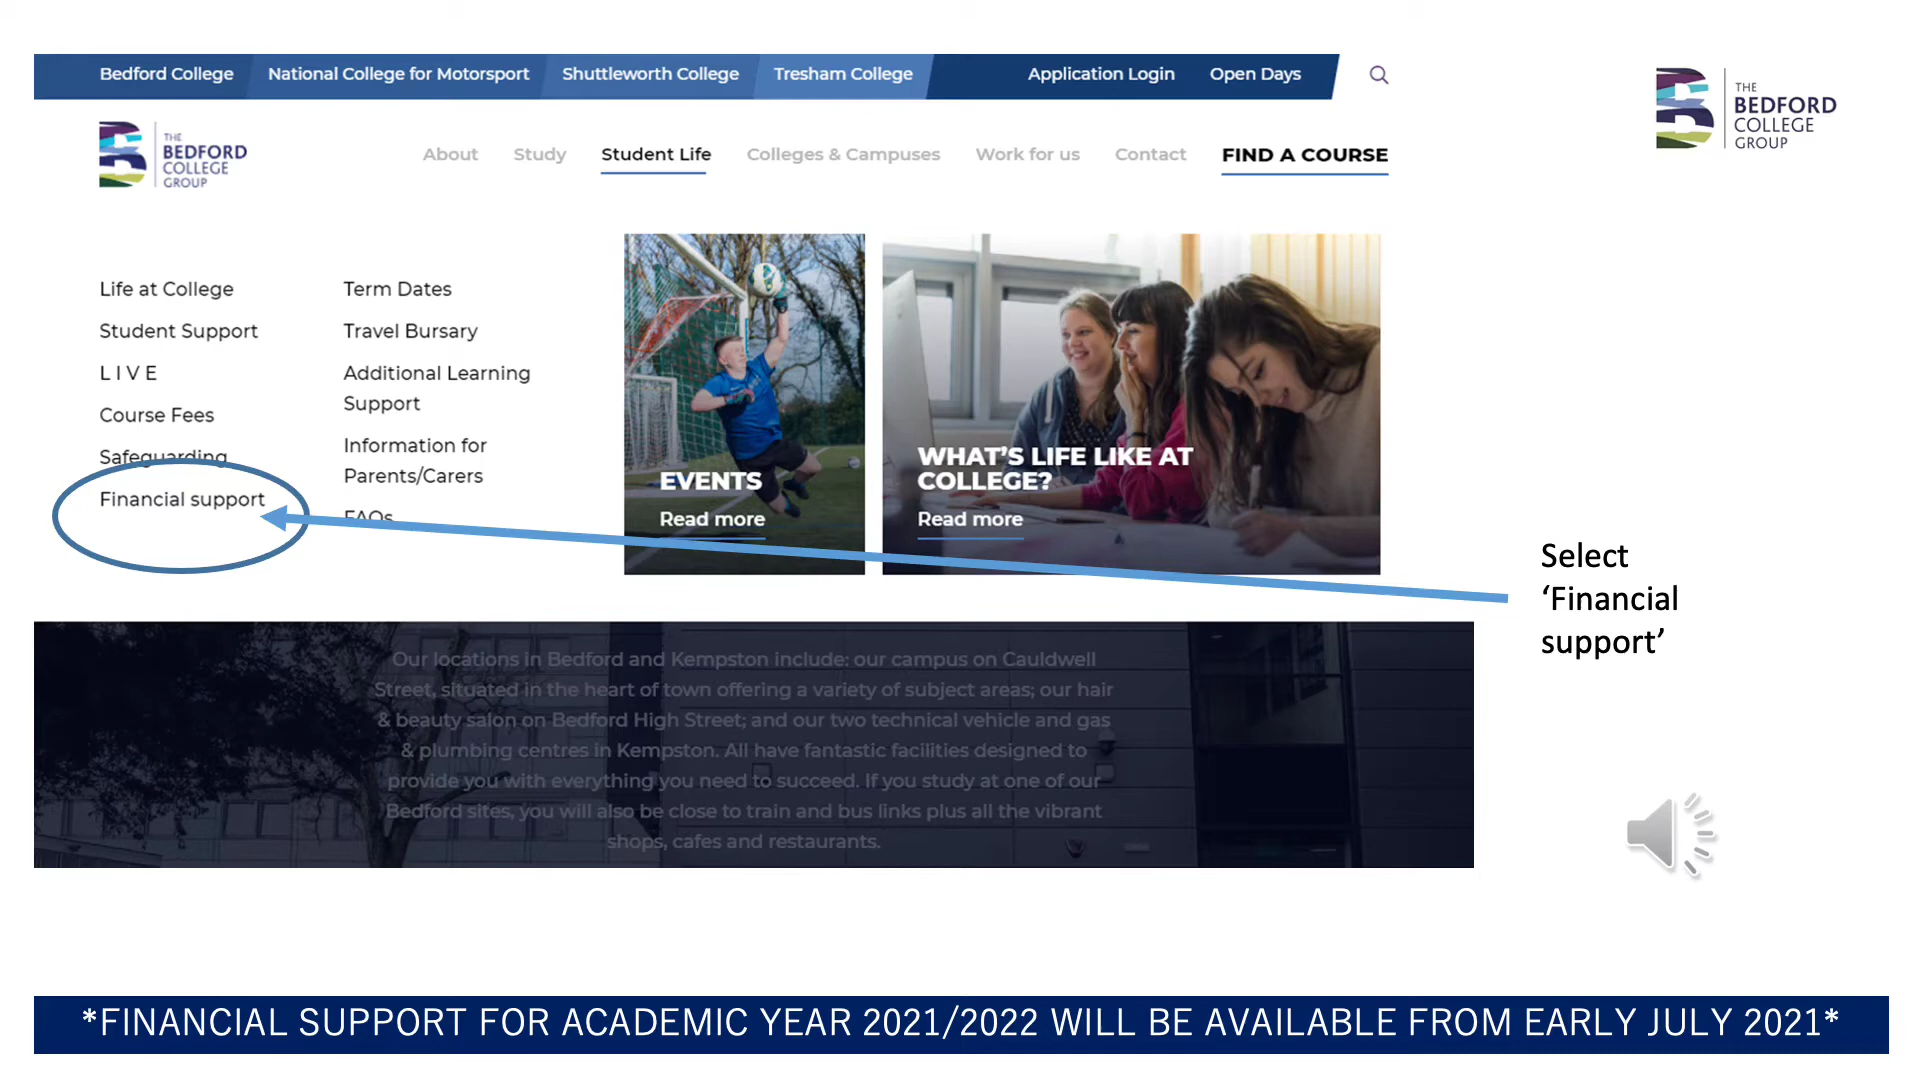 Bedford College
National College for Motorsport
Shuttleworth College
Tresham College
Application Login
Open Days
THE
BEDFORD
COLLEGE
GROUP
THE
BEDFORD
COLLEGE
GROUP
About
Study
Student Life
Colleges & Campuses
Work for us
Contact
FIND A COURSE
Life at College
Student Support
L I V E
Course Fees
Safeguarding
Financial support
Term Dates
Travel Bursary
Additional Learning
Support
Information for
Parents/Carers
FAQs
EVENTS
Read more
WHAT'S LIFE LIKE AT
COLLEGE?
Read more
Select
‘Financial
support’
Our locations in Bedford and Kempston include: our campus on Cauldwell
Street, situated in the heart of town offering a variety of subject areas; our hair
& beauty salon on Bedford High Street; and our two technical vehicle and gas
& plumbing centres in Kempston. All have fantastic facilities designed to
provide you with everything you need to succeed. If you study at one of our
Bedford sites, you will also be close to train and bus links plus all the vibrant
shops, cafes and restaurants.
*FINANCIAL SUPPORT FOR ACADEMIC YEAR 2021/2022 WILL BE AVAILABLE FROM EARLY JULY 2021*